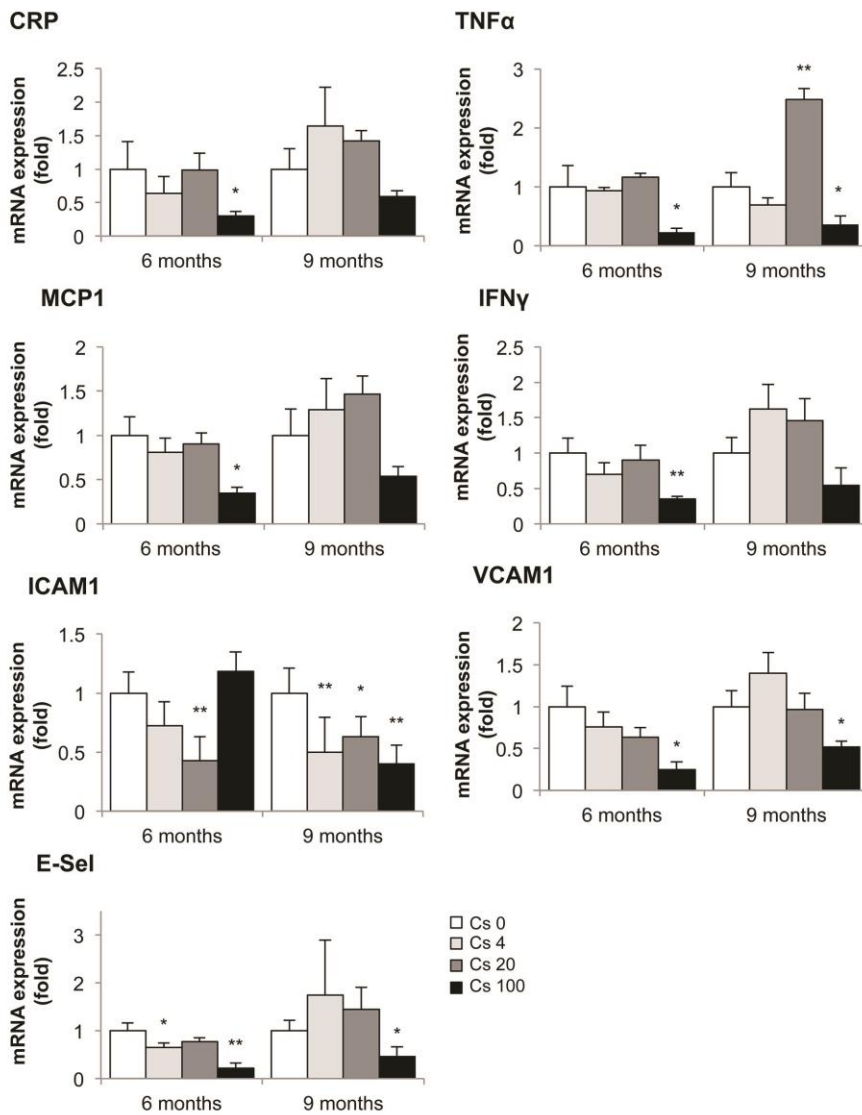 CRP
mRNA expression
(fold)
2.5
2
1.5
1
0.5
0
*
6 months
9 months
TNFα
mRNA expression
(fold)
3
2
1
0
*
**
*
6 months
9 months
MCP1
mRNA expression
(fold)
2
1.5
1
0.5
0
*
6 months
9 months
IFNγ
mRNA expression
(fold)
2.5
2
1.5
1
0.5
0
**
6 months
9 months
ICAM1
mRNA expression
(fold)
1.5
1
0.5
0
**
**
*
**
6 months
9 months
VCAM1
mRNA expression
(fold)
2
1.5
1
0.5
0
*
*
6 months
9 months
E-Sel
mRNA expression
(fold)
3
2
1
0
*
**
*
6 months
9 months
Cs 0
Cs 4
Cs 20
Cs 100